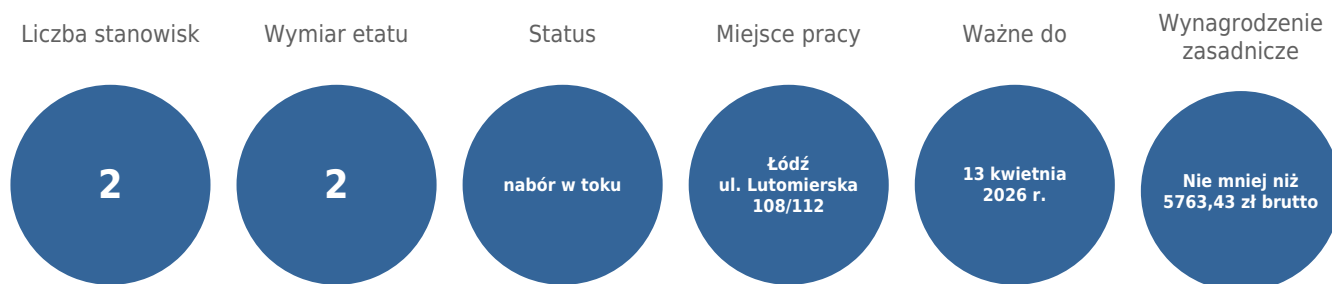 Liczba stanowisk
2
Wymiar etatu
2
Status
nabór w toku
Miejsce pracy
Łódź
ul. Lutomierska
108/112
Ważne do
13 kwietnia
2026 r.
Wynagrodzenie
zasadnicze
Nie mniej niż
5763,43 zł brutto